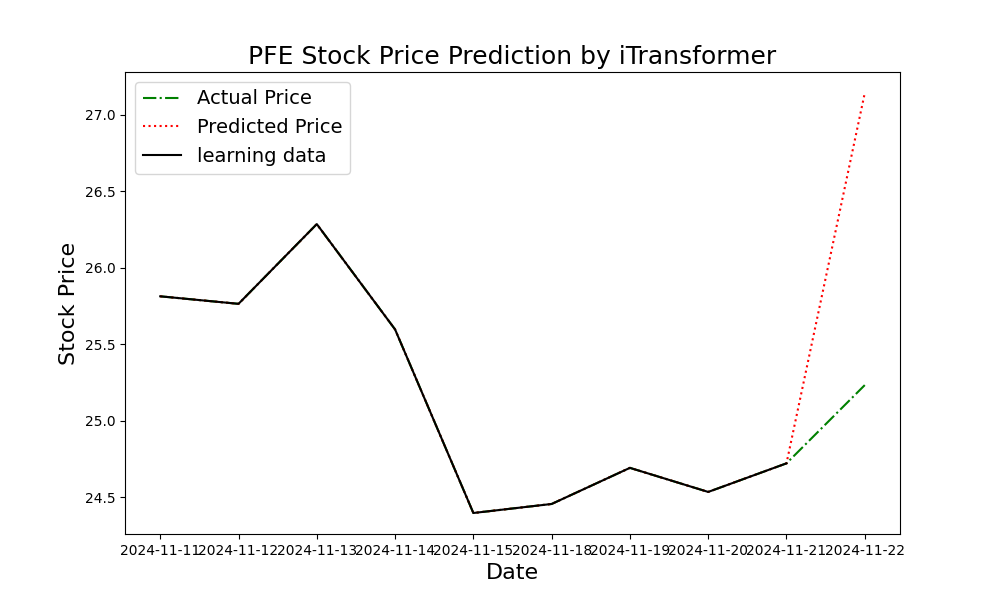 PFE Stock Price Prediction by iTransformer
Actual Price
Predicted Price
learning data
27.0
26.5
26.0
25.5
25.0
24.5
Stock Price
2024-11-11 2024-11-12 2024-11-13 2024-11-14 2024-11-15 2024-11-18 2024-11-19 2024-11-20 2024-11-21 2024-11-22
Date